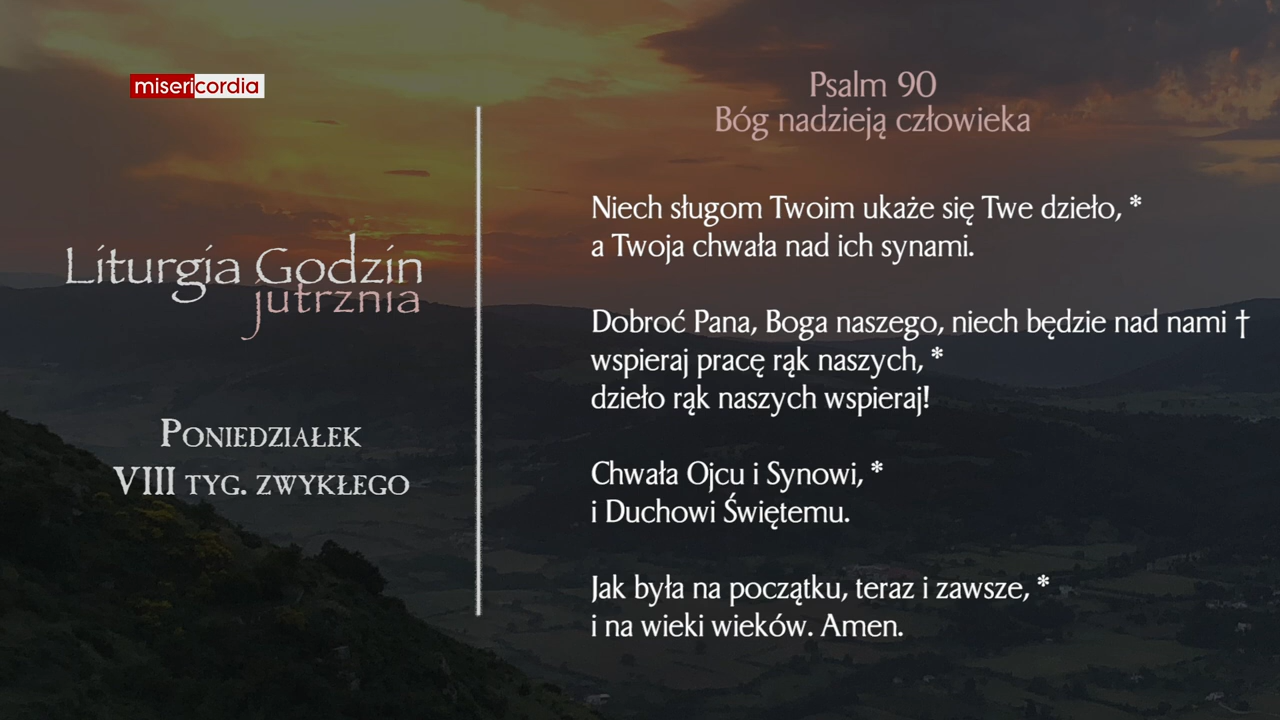 misericordia
Liturgia Godzin
jutrznia
Poniedziałek
VIII tyg. zwykłego
Psalm 90
Bóg nadzieją człowieka
Niech sługom Twoim ukaże się Twe dzieło, *
a Twoja chwała nad ich synami.
Dobroć Pana, Boga naszego, niech będzie nad nami †
wspieraj pracę rąk naszych, *
dzieło rąk naszych wspieraj!
Chwała Ojcu i Synowi, *
i Duchowi Świętemu.
Jak była na początku, teraz i zawsze, *
i na wieki wieków. Amen.